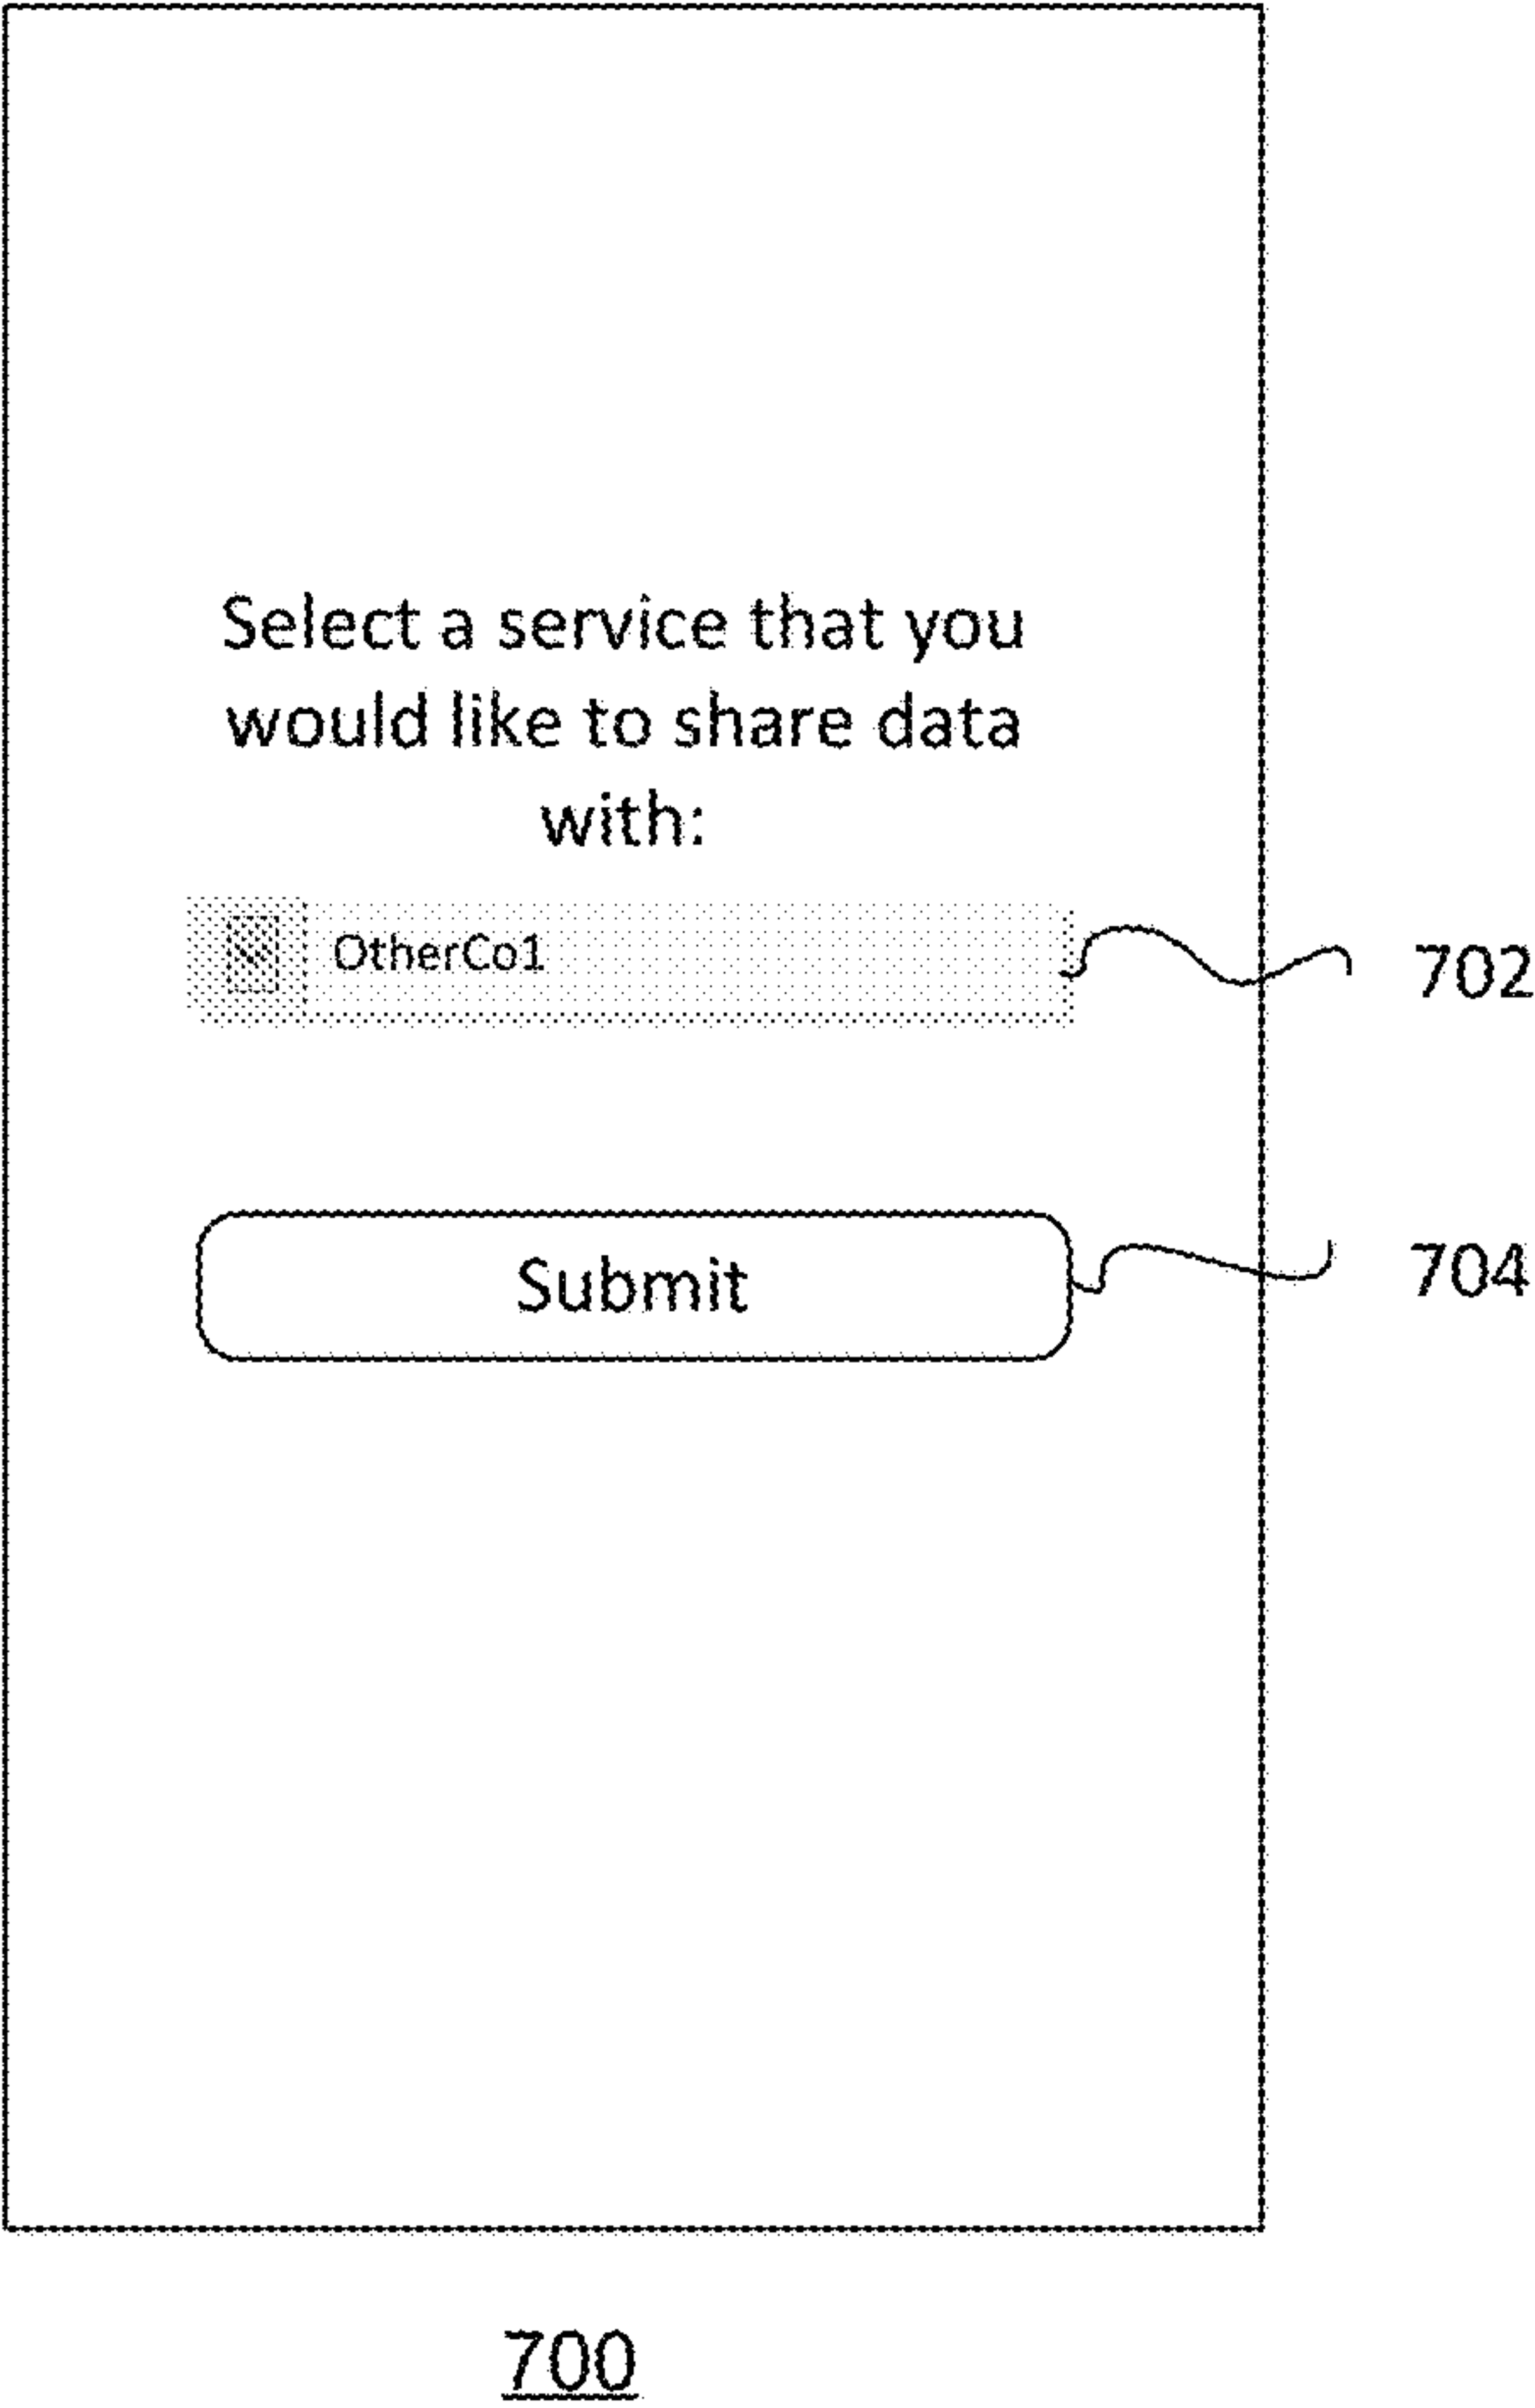 Select a service that you
would like to share data
with:
OtherCo1
702
Submit
704
700